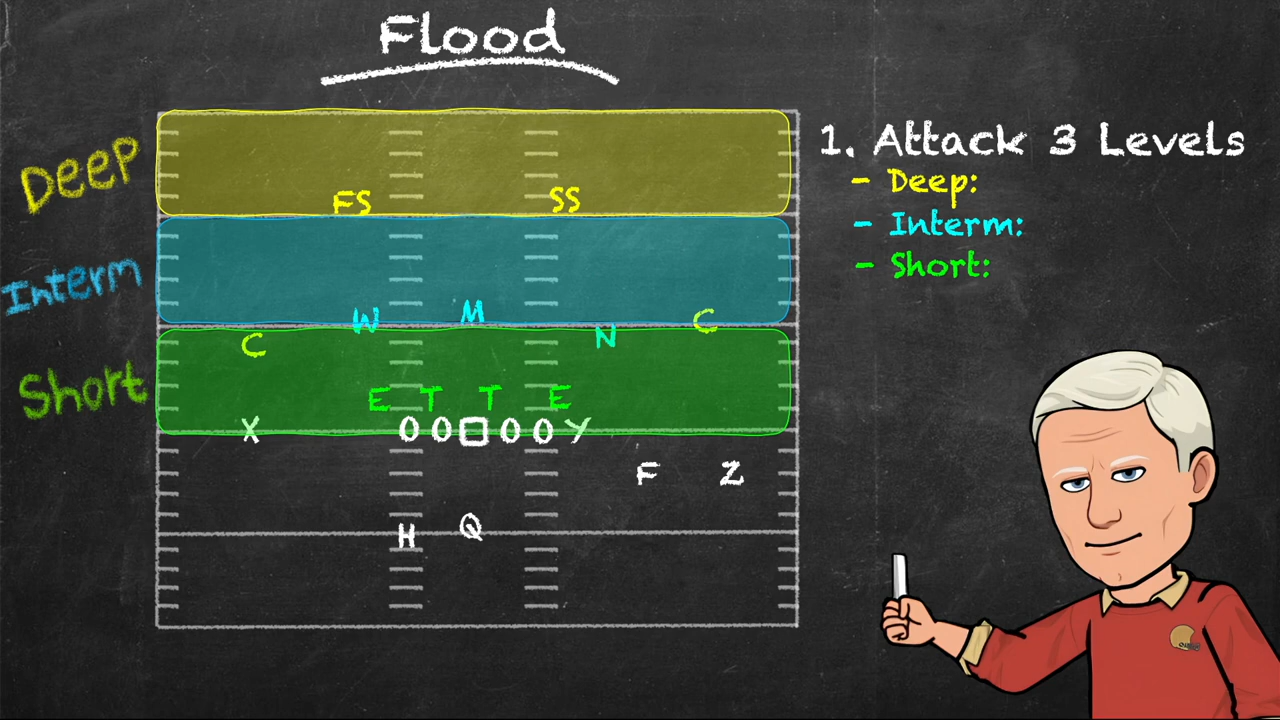 Flood
Deep
Interm
Short
1. Attack 3 Levels
- Deep:
- Interm:
- Short:
FS SS
W M N C
C
E T T E
X O O □ O O Y
F Z
H Q